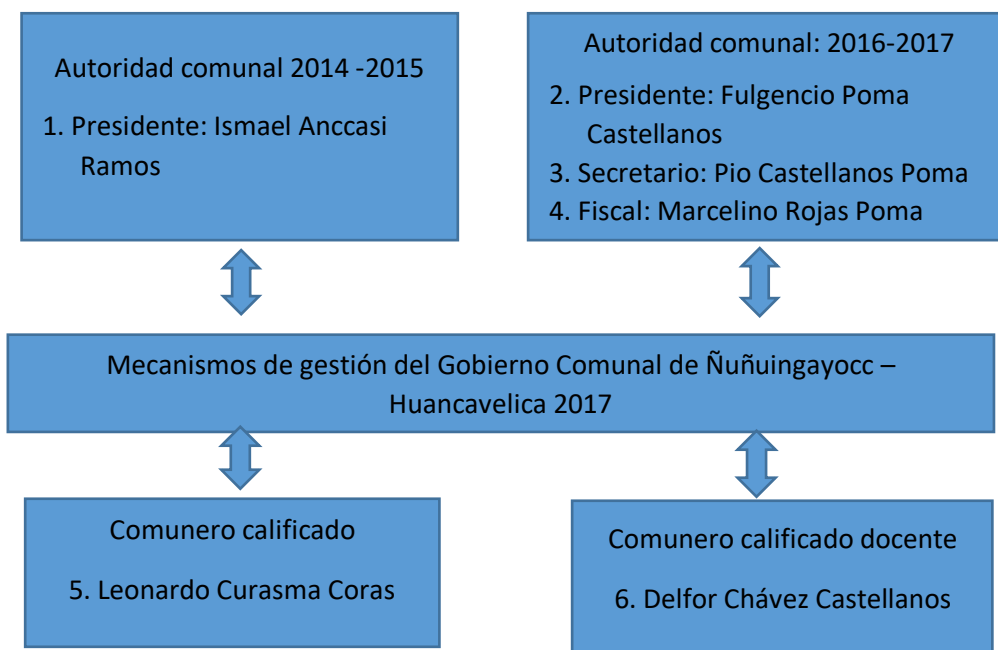 Autoridad comunal 2014 -2015
1. Presidente: Ismael Anccasi
Ramos
Autoridad comunal: 2016-2017
2. Presidente: Fulgencio Poma
Castellanos
3. Secretario: Pio Castellanos Poma
4. Fiscal: Marcelino Rojas Poma
Mecanismos de gestión del Gobierno Comunal de Ñuñuingayocc –
Huancavelica 2017
Comunero calificado
5. Leonardo Curasma Coras
Comunero calificado docente
6. Delfor Chávez Castellanos